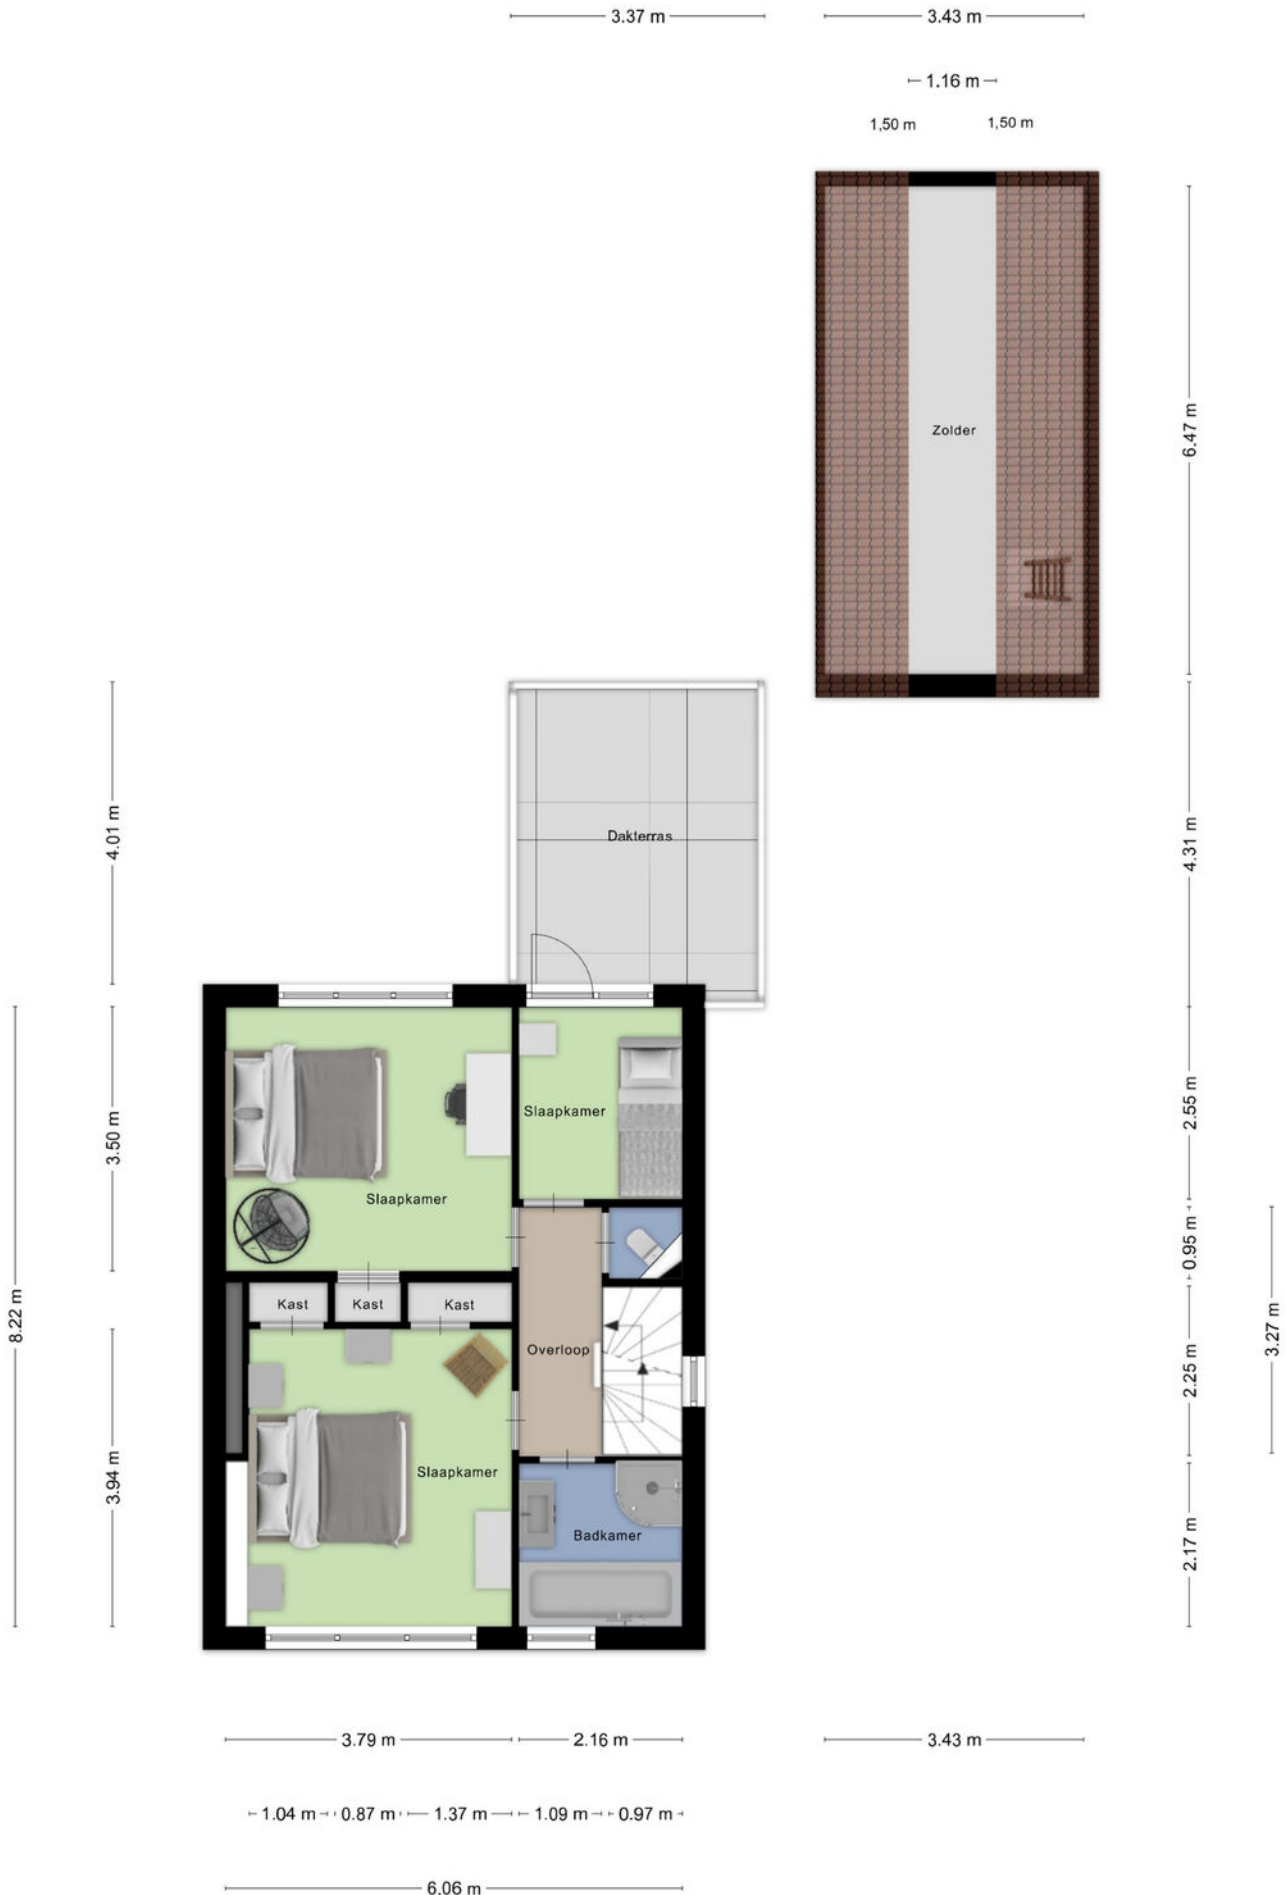 3.37 m
3.43 m
1.16 m
1,50 m
1,50 m
Zolder
6.47 m
4.01 m
Dakterras
4.31 m
Slaapkamer
Slaapkamer
3.50 m
2.55 m
0.95 m
8.22 m
Kast
Kast
Kast
Overloop
3.27 m
2.25 m
Slaapkamer
3.94 m
Badkamer
2.17 m
3.79 m
2.16 m
3.43 m
1.04 m
0.87 m
1.37 m
1.09 m
0.97 m
6.06 m